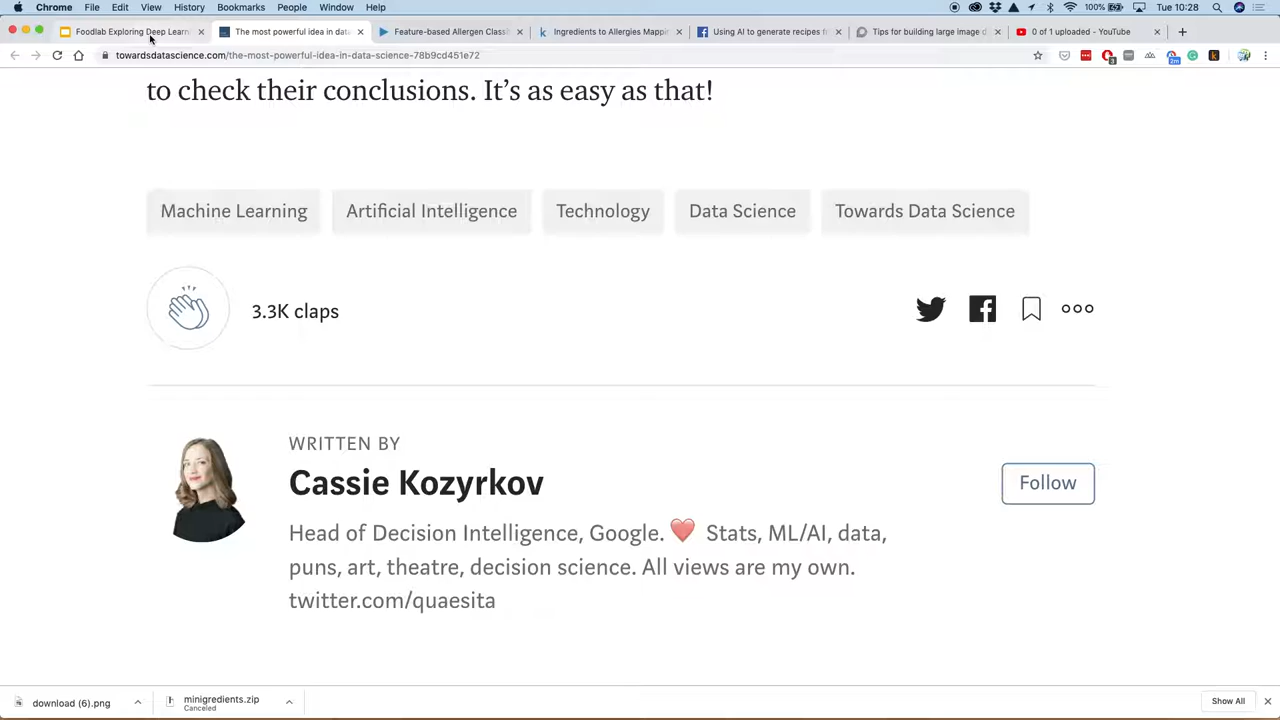 Chrome File Edit View History Bookmarks People Window Help 100% Tue 10:28
Foodlab Exploring Deep Learn The most powerful idea in dat Feature-based Allergen Classi Ingredients to Allergies Mappin Using AI to generate recipes f Tips for building large image d 0 of 1 uploaded - YouTube
towardsdatascience.com/the-most-powerful-idea-in-data-science-78b9cd451e72
to check their conclusions. It's as easy as that!
Machine Learning Artificial Intelligence Technology Data Science Towards Data Science
3.3K claps
WRITTEN BY
Cassie Kozyrkov
Follow
Head of Decision Intelligence, Google. ❤️ Stats, ML/AI, data,
puns, art, theatre, decision science. All views are my own.
twitter.com/quaesita
download (6).png
minigredients.zip
Canceled
Show All